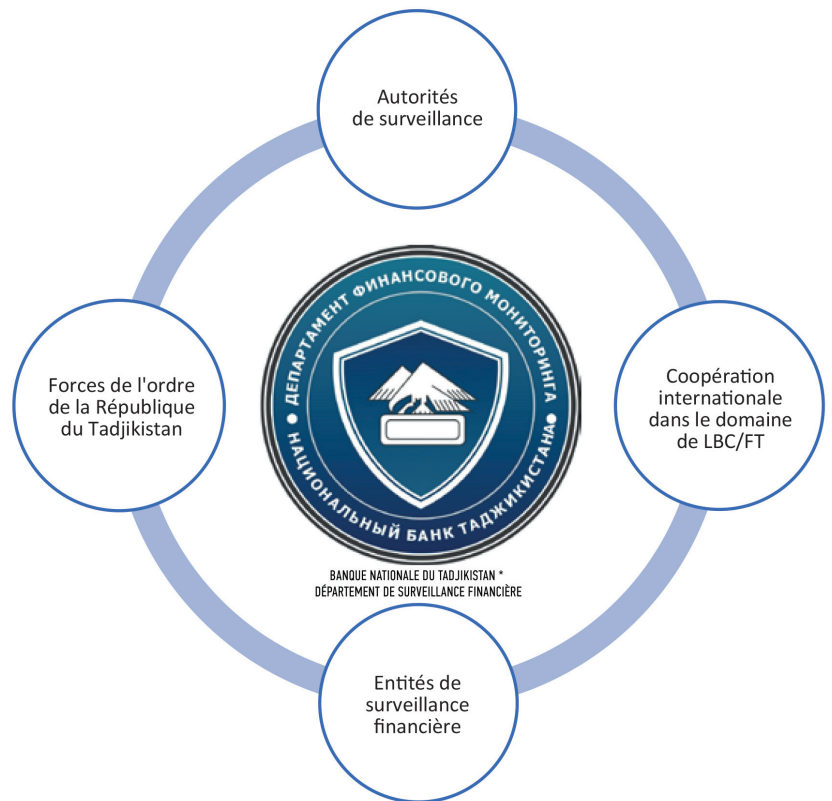 Autorités
de surveillance
Forces de l'ordre
de la République
du Tadjikistan
ДЕПАРТАМЕНТ ФИНАНСОВОГО МОНИТОРИНГА
НАЦИОНАЛЬНЫЙ БАНК ТАДЖИКИСТАНА
BANQUE NATIONALE DU TADJIKISTAN *
DÉPARTEMENT DE SURVEILLANCE FINANCIÈRE
Coopération
internationale
dans le domaine
de LBC/FT
Entités de
surveillance
financière